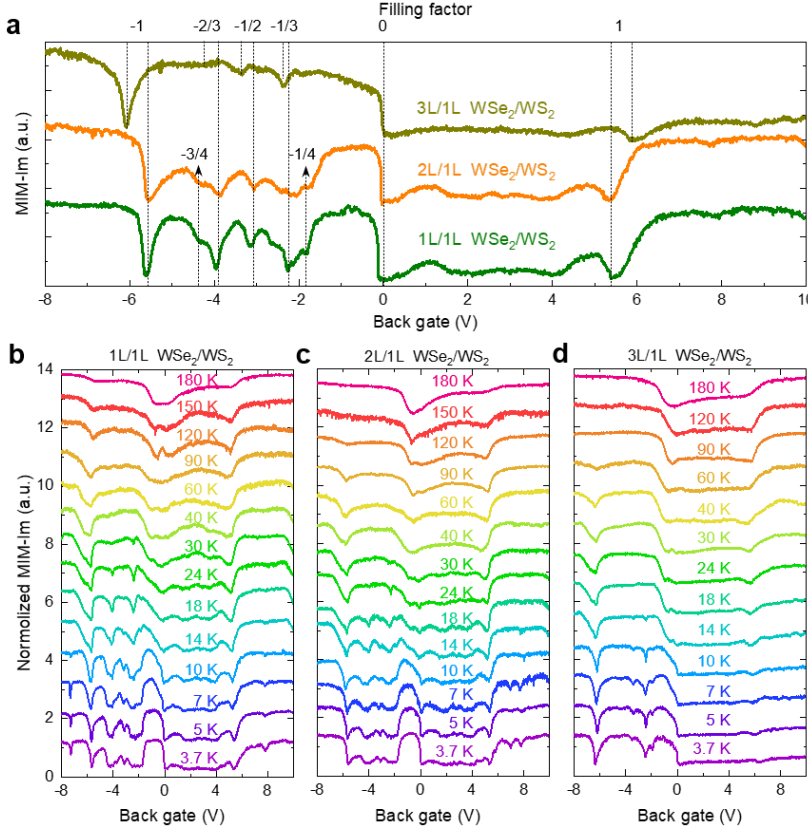 Filling factor
a
-1 -2/3 -1/2 -1/3 0 1
MIM-Im (a.u.)
3L/1L WSe₂/WS₂
-3/4 -1/4
2L/1L WSe₂/WS₂
1L/1L WSe₂/WS₂
-8 -6 -4 -2 0 2 4 6 8 10
Back gate (V)
b 1L/1L WSe₂/WS₂
Normolized MIM-Im (a.u.)
14
12
10
8
6
4
2
0
180 K
150 K
120 K
90 K
60 K
40 K
30 K
24 K
18 K
14 K
10 K
7 K
5 K
3.7 K
-8 -4 0 4 8
Back gate (V)
c 2L/1L WSe₂/WS₂
180 K
150 K
120 K
90 K
60 K
40 K
30 K
24 K
18 K
14 K
10 K
7 K
5 K
3.7 K
-8 -4 0 4 8
Back gate (V)
d 3L/1L WSe₂/WS₂
180 K
120 K
90 K
60 K
40 K
30 K
24 K
18 K
14 K
10 K
7 K
5 K
3.7 K
-8 -4 0 4 8
Back gate (V)